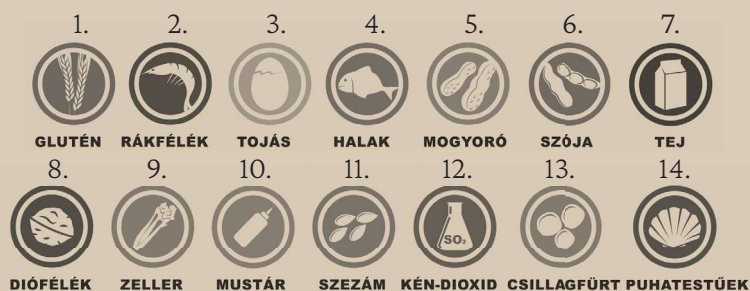 1. 2. 3. 4. 5. 6. 7.
GLUTÉN RÁKFÉLÉK TOJÁS HALAK MOGYORÓ SZÓJA TEJ
8. 9. 10. 11. 12. 13. 14.
SO₂
DIÓFÉLÉK ZELLER MUSTÁR SZEZÁM KÉN-DIOXID CSILLAGFÜRT PUHATESTŰEK